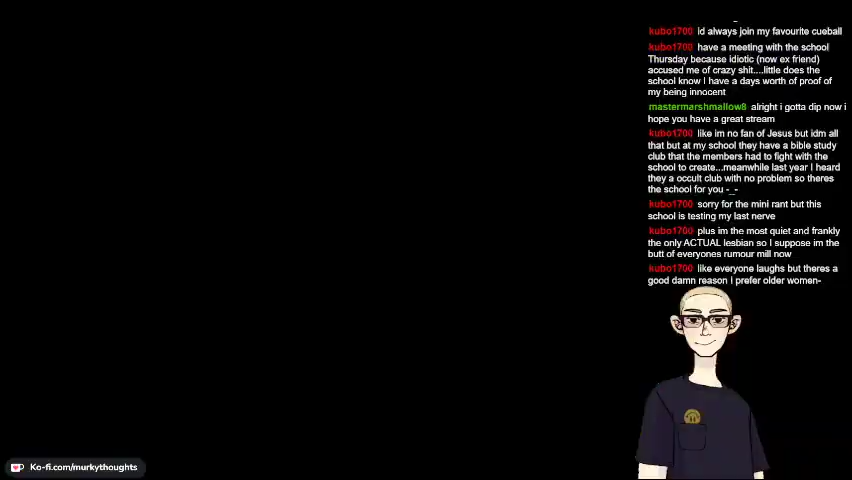 kubo1700 id always join my favourite cueball
kubo1700 have a meeting with the school
Thursday because idiotic (now ex friend)
accused me of crazy shit....little does the
school know I have a days worth of proof of
my being innocent
mastermarshmallow8 alright i gotta dip now i
hope you have a great stream
kubo1700 like im no fan of Jesus but idm all
that but at my school they have a bible study
club that the members had to fight with the
school to create...meanwhile last year I heard
they a occult club with no problem so theres
the school for you -_-
kubo1700 sorry for the mini rant but this
school is testing my last nerve
kubo1700 plus im the most quiet and frankly
the only ACTUAL lesbian so I suppose im the
butt of everyones rumour mill now
kubo1700 like everyone laughs but theres a
good damn reason I prefer older women-
Ko-fi.com/murkythoughts